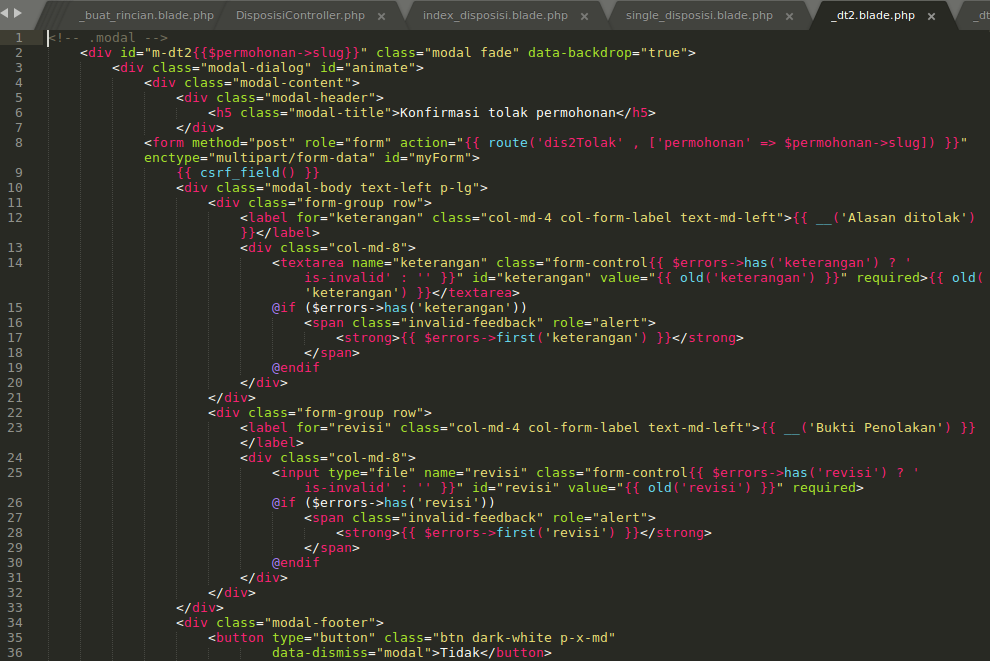 _buat_rincian.blade.php DisposisiController.php × index_disposisi.blade.php × single_disposisi.blade.php × _dt2.blade.php × _dt
1 <!-- .modal -->
2 <div id="m-dt2{{$permohonan->slug}}" class="modal fade" data-backdrop="true">
3 <div class="modal-dialog" id="animate">
4 <div class="modal-content">
5 <div class="modal-header">
6 <h5 class="modal-title">Konfirmasi tolak permohonan</h5>
7 </div>
8 <form method="post" role="form" action="{{ route('dis2Tolak' , ['permohonan' => $permohonan->slug]) }}"
enctype="multipart/form-data" id="myForm">
9 {{ csrf_field() }}
10 <div class="modal-body text-left p-lg">
11 <div class="form-group row">
12 <label for="keterangan" class="col-md-4 col-form-label text-md-left">{{ __('Alasan ditolak')
}}</label>
13 <div class="col-md-8">
14 <textarea name="keterangan" class="form-control{{ $errors->has('keterangan') ? '
is-invalid' : '' }}" id="keterangan" value="{{ old('keterangan') }}" required>{{ old(
'keterangan') }}</textarea>
15 @if ($errors->has('keterangan'))
16 <span class="invalid-feedback" role="alert">
17 <strong>{{ $errors->first('keterangan') }}</strong>
18 </span>
19 @endif
20 </div>
21 </div>
22 <div class="form-group row">
23 <label for="revisi" class="col-md-4 col-form-label text-md-left">{{ __('Bukti Penolakan') }}
</label>
24 <div class="col-md-8">
25 <input type="file" name="revisi" class="form-control{{ $errors->has('revisi') ? '
is-invalid' : '' }}" id="revisi" value="{{ old('revisi') }}" required>
26 @if ($errors->has('revisi'))
27 <span class="invalid-feedback" role="alert">
28 <strong>{{ $errors->first('revisi') }}</strong>
29 </span>
30 @endif
31 </div>
32 </div>
33 </div>
34 <div class="modal-footer">
35 <button type="button" class="btn dark-white p-x-md"
36 data-dismiss="modal">Tidak</button>